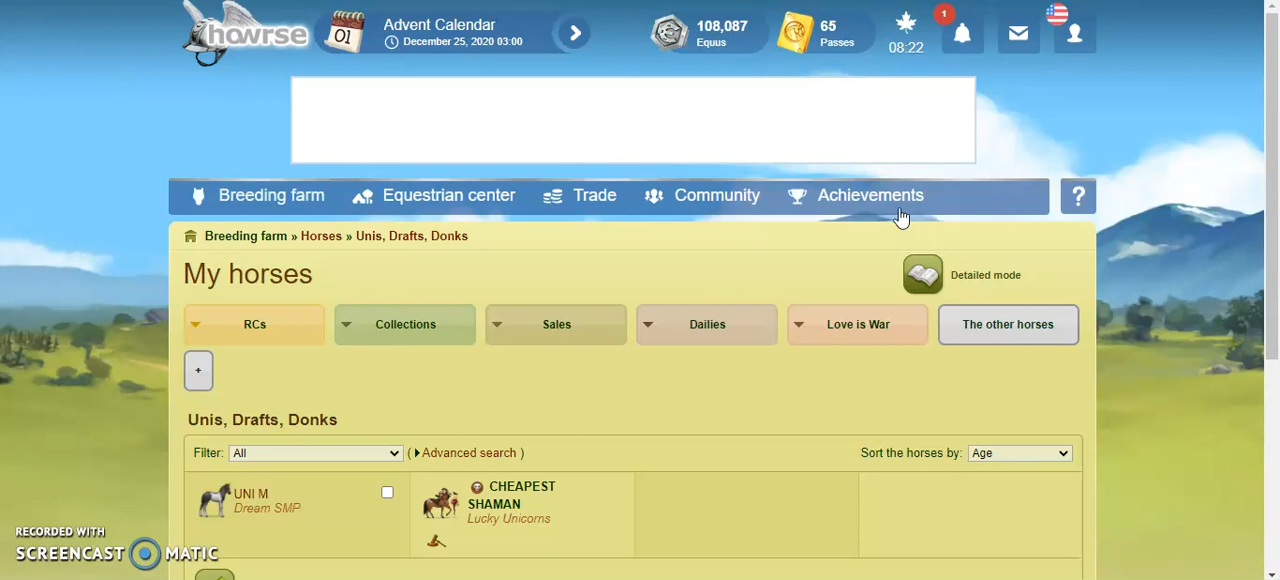 howrse
01
Advent Calendar
December 25, 2020 03:00
108,087
Equus
65
Passes
08:22
1
Breeding farm
Equestrian center
Trade
Community
Achievements
?
Breeding farm » Horses » Unis, Drafts, Donks
My horses
Detailed mode
RCs
Collections
Sales
Dailies
Love is War
The other horses
+
Unis, Drafts, Donks
Filter: All ( Advanced search )
Sort the horses by: Age
UNI M
Dream SMP
CHEAPEST
SHAMAN
Lucky Unicorns
RECORDED WITH
SCREENCAST MATIC